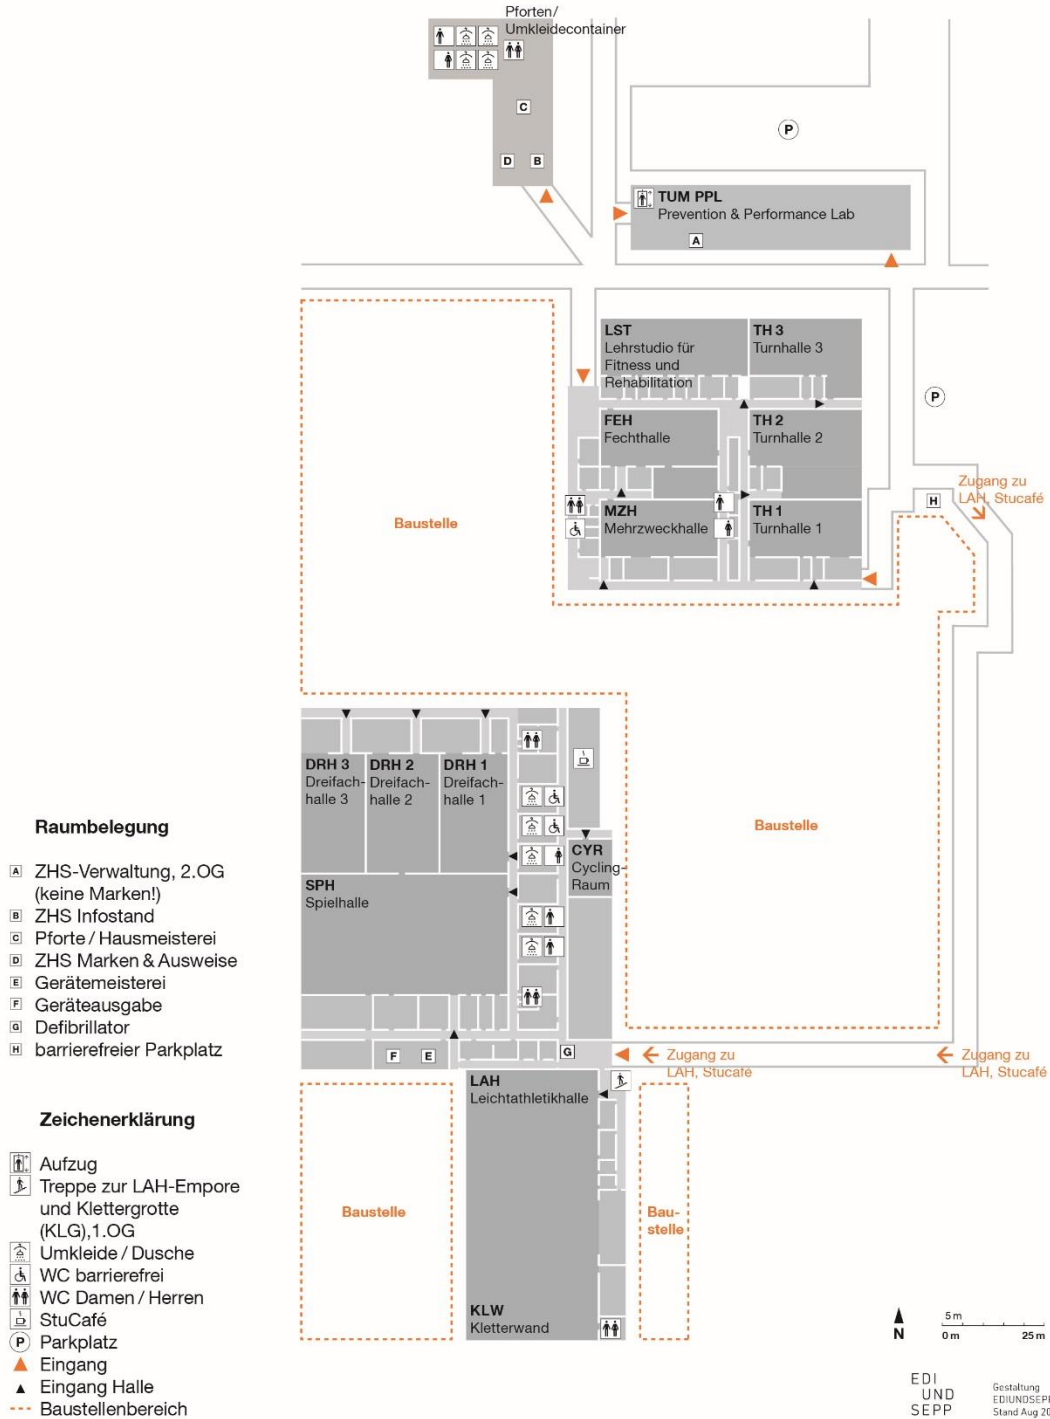 Pforten/
Umkleidecontainer
C
D
B
P
TUM PPL
Prevention & Performance Lab
A
LST
Lehrstudio für
Fitness und
Rehabilitation
TH 3
Turnhalle 3
P
FEH
Fechthalle
TH 2
Turnhalle 2
Zugang zu
LAH, Stucafé
H
MZH
Mehrzweckhalle
TH 1
Turnhalle 1
Baustelle
DRH 3
Dreifach-
halle 3
DRH 2
Dreifach-
halle 2
DRH 1
Dreifach-
halle 1
Baustelle
CYR
Cycling-
Raum
SPH
Spielhalle
F
E
G
Zugang zu
LAH, Stucafé
Zugang zu
LAH, Stucafé
LAH
Leichtathletikhalle
Baustelle
Bau-
stelle
KLW
Kletterwand
Raumbelegung
A ZHS-Verwaltung, 2.OG
(keine Marken!)
B ZHS Infostand
C Pforte / Hausmeisterei
D ZHS Marken & Ausweise
E Gerätemeisterei
F Geräteausgabe
G Defibrillator
H barrierefreier Parkplatz
Zeichenerklärung
Aufzug
Treppe zur LAH-Empore
und Klettergrotte
(KLG),1.OG
Umkleide / Dusche
WC barrierefrei
WC Damen / Herren
StuCafé
P Parkplatz
Eingang
Eingang Halle
Baustellenbereich
N
5 m
0 m 25 m
EDI
UND
SEPP
Gestaltung
EDIUNDSEPP
Stand Aug 20